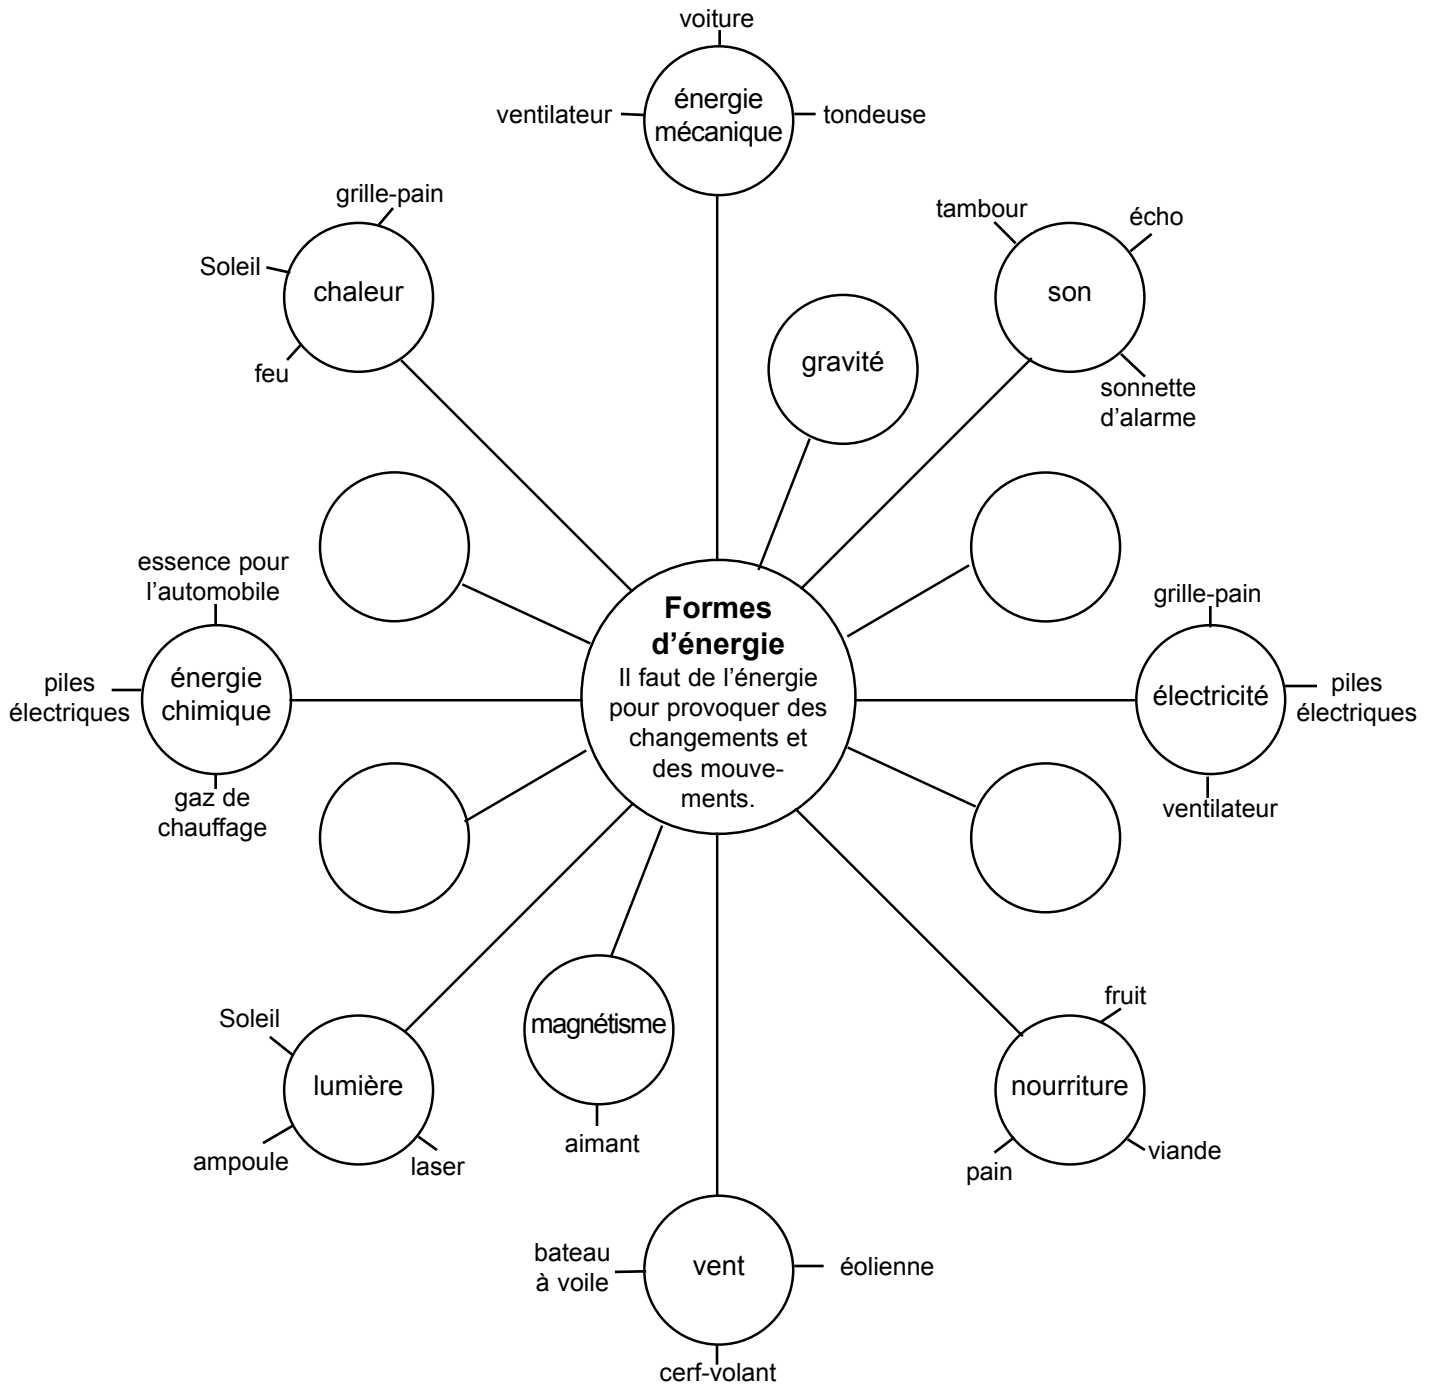 voiture
énergie
mécanique
ventilateur
tondeuse
grille-pain
Soleil
chaleur
feu
tambour
écho
son
sonnette
d’alarme
gravité
essence pour
l’automobile
piles
électriques
énergie
chimique
gaz de
chauffage
Formes
d’énergie
Il faut de l’énergie
pour provoquer des
changements et
des mouve-
ments.
grille-pain
électricité
piles
électriques
ventilateur
Soleil
lumière
ampoule
laser
magnétisme
aimant
fruit
nourriture
pain
viande
bateau
à voile
vent
éolienne
cerf-volant